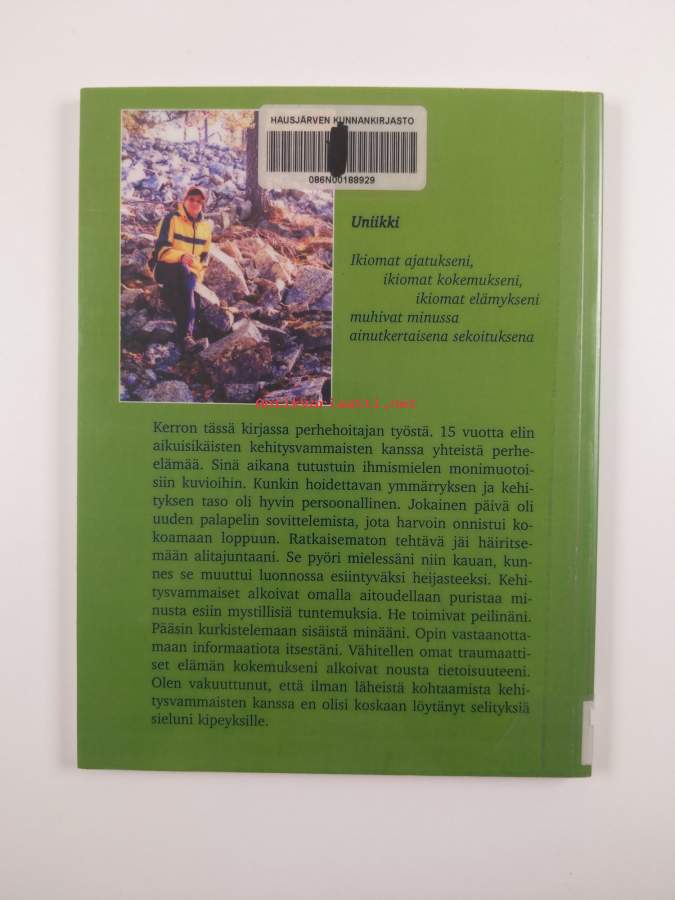 HAUSJÄRVEN KUNNANKIRJASTO
086N00188929
Uniikki
Ikiomat ajatukseni,
ikiomat kokemukseni,
ikiomat elämykseni
muhivat minussa
ainutkertaisena sekoituksena
antikvariaatti.net
Kerron tässä kirjassa perhehoitajan työstä. 15 vuotta elin
aikuisikäisten kehitysvammaisten kanssa yhteistä perhe-
elämää. Sinä aikana tutustuin ihmismielen monimuotoi-
siin kuvioihin. Kunkin hoidettavan ymmärryksen ja kehi-
tyksen taso oli hyvin persoonallinen. Jokainen päivä oli
uuden palapelin sovittelemista, jota harvoin onnistui ko-
koamaan loppuun. Ratkaisematon tehtävä jäi häiritse-
mään alitajuntaani. Se pyöri mielessäni niin kauan, kun-
nes se muuttui luonnossa esiintyväksi heijasteeksi. Kehi-
tysvammaiset alkoivat omalla aitoudellaan puristaa mi-
nusta esiin mystillisiä tuntemuksia. He toimivat peilinäni.
Pääsin kurkistelemaan sisäistä minääni. Opin vastaanotta-
maan informaatiota itsestäni. Vähitellen omat traumaatti-
set elämän kokemukseni alkoivat nousta tietoisuuteeni.
Olen vakuuttunut, että ilman läheistä kohtaamista kehi-
tysvammaisten kanssa en olisi koskaan löytänyt selityksiä
sieluni kipeyksille.